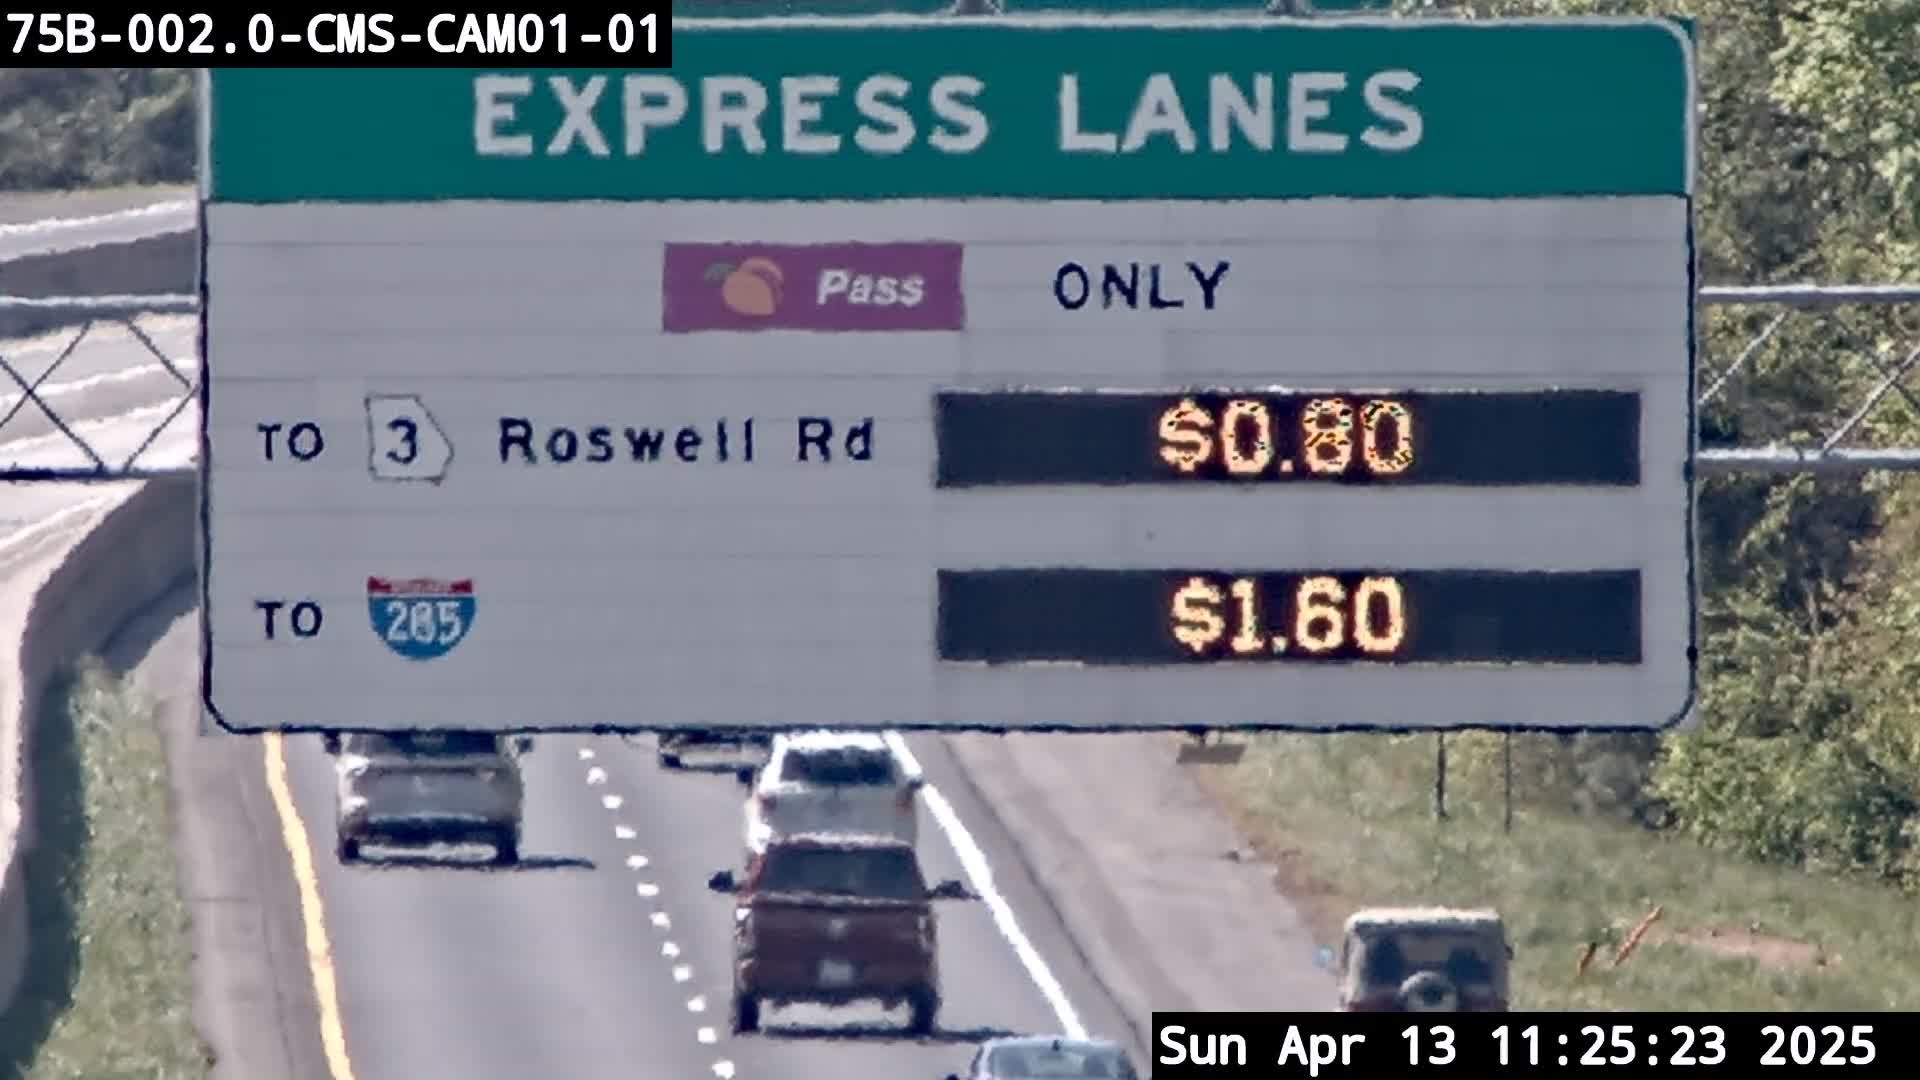 75B-002.0-CMS-CAM01-01
EXPRESS LANES
Pass ONLY
TO 3 Roswell Rd $0.80
TO 285 $1.60
Sun Apr 13 11:25:23 2025